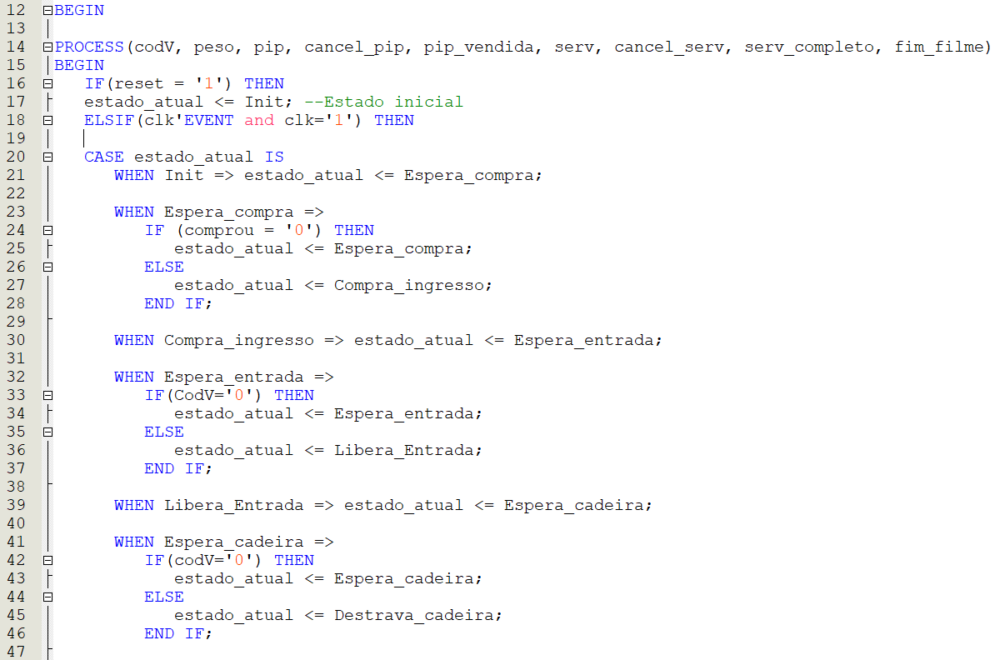 12 BEGIN
13
14 PROCESS(codV, peso, pip, cancel_pip, pip_vendida, serv, cancel_serv, serv_completo, fim_filme)
15 BEGIN
16 IF(reset = '1') THEN
17 estado_atual <= Init; --Estado inicial
18 ELSIF(clk'EVENT and clk='1') THEN
19
20 CASE estado_atual IS
21 WHEN Init => estado_atual <= Espera_compra;
22
23 WHEN Espera_compra =>
24 IF (comprou = '0') THEN
25 estado_atual <= Espera_compra;
26 ELSE
27 estado_atual <= Compra_ingresso;
28 END IF;
29
30 WHEN Compra_ingresso => estado_atual <= Espera_entrada;
31
32 WHEN Espera_entrada =>
33 IF(CodV='0') THEN
34 estado_atual <= Espera_entrada;
35 ELSE
36 estado_atual <= Libera_Entrada;
37 END IF;
38
39 WHEN Libera_Entrada => estado_atual <= Espera_cadeira;
40
41 WHEN Espera_cadeira =>
42 IF(codV='0') THEN
43 estado_atual <= Espera_cadeira;
44 ELSE
45 estado_atual <= Destrava_cadeira;
46 END IF;
47